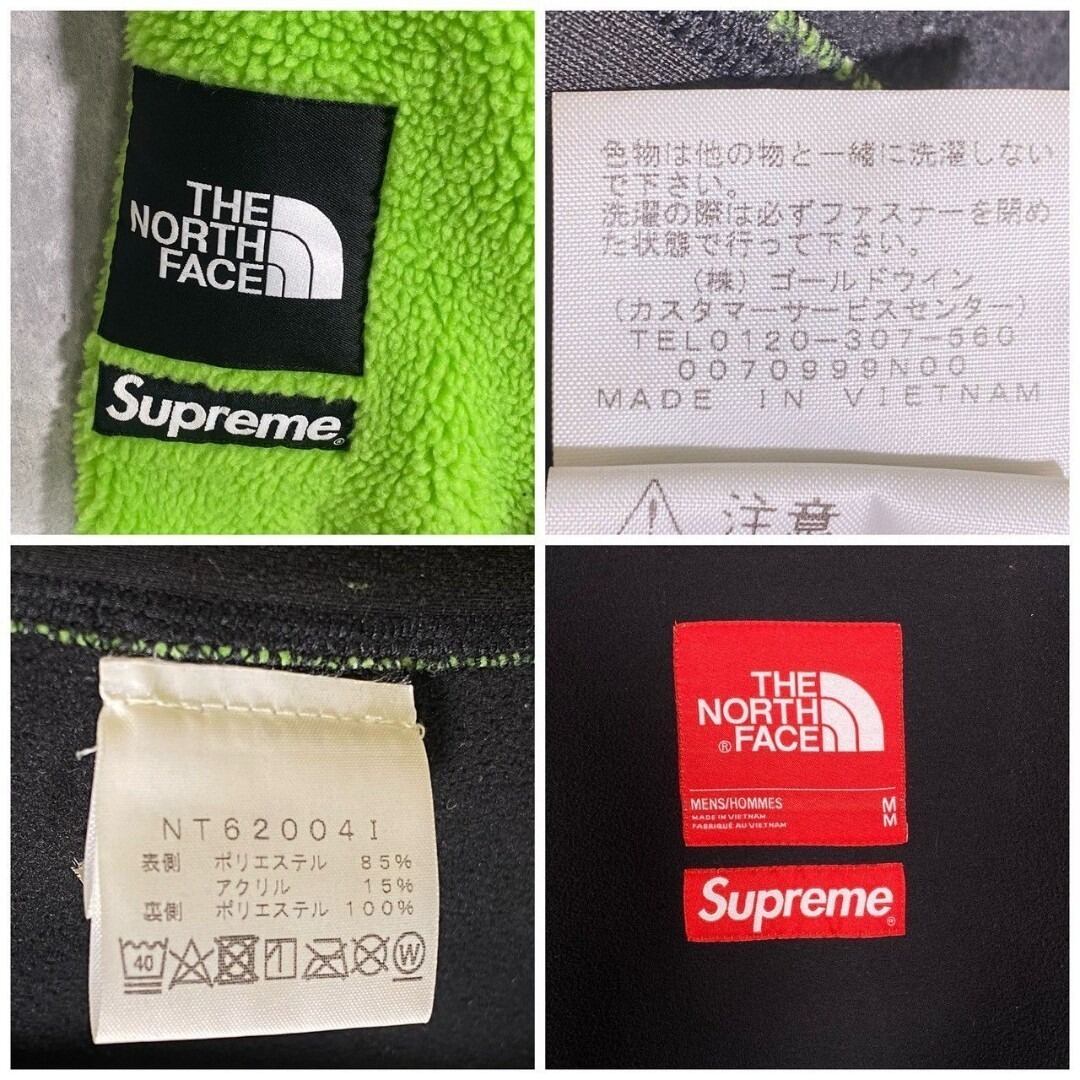 THE
NORTH
FACE
Supreme
®
色物は他の物と一緒に洗濯しない
で下さい。
洗濯の際は必ずファスナーを閉め
た状態で行って下さい。
(株)ゴールドウイン
(カスタマーサービスセンター)
TEL0120-307-560
0070999N00
MADE IN VIETNAM
注意
NT62004I
表側 ポリエステル 85%
アクリル 15%
裏側 ポリエステル 100%
40
W
THE
NORTH
® FACE
MENS/HOMMES M
MADE IN VIETNAM M
FABRIQUÉ AU VIETNAM
Supreme
®